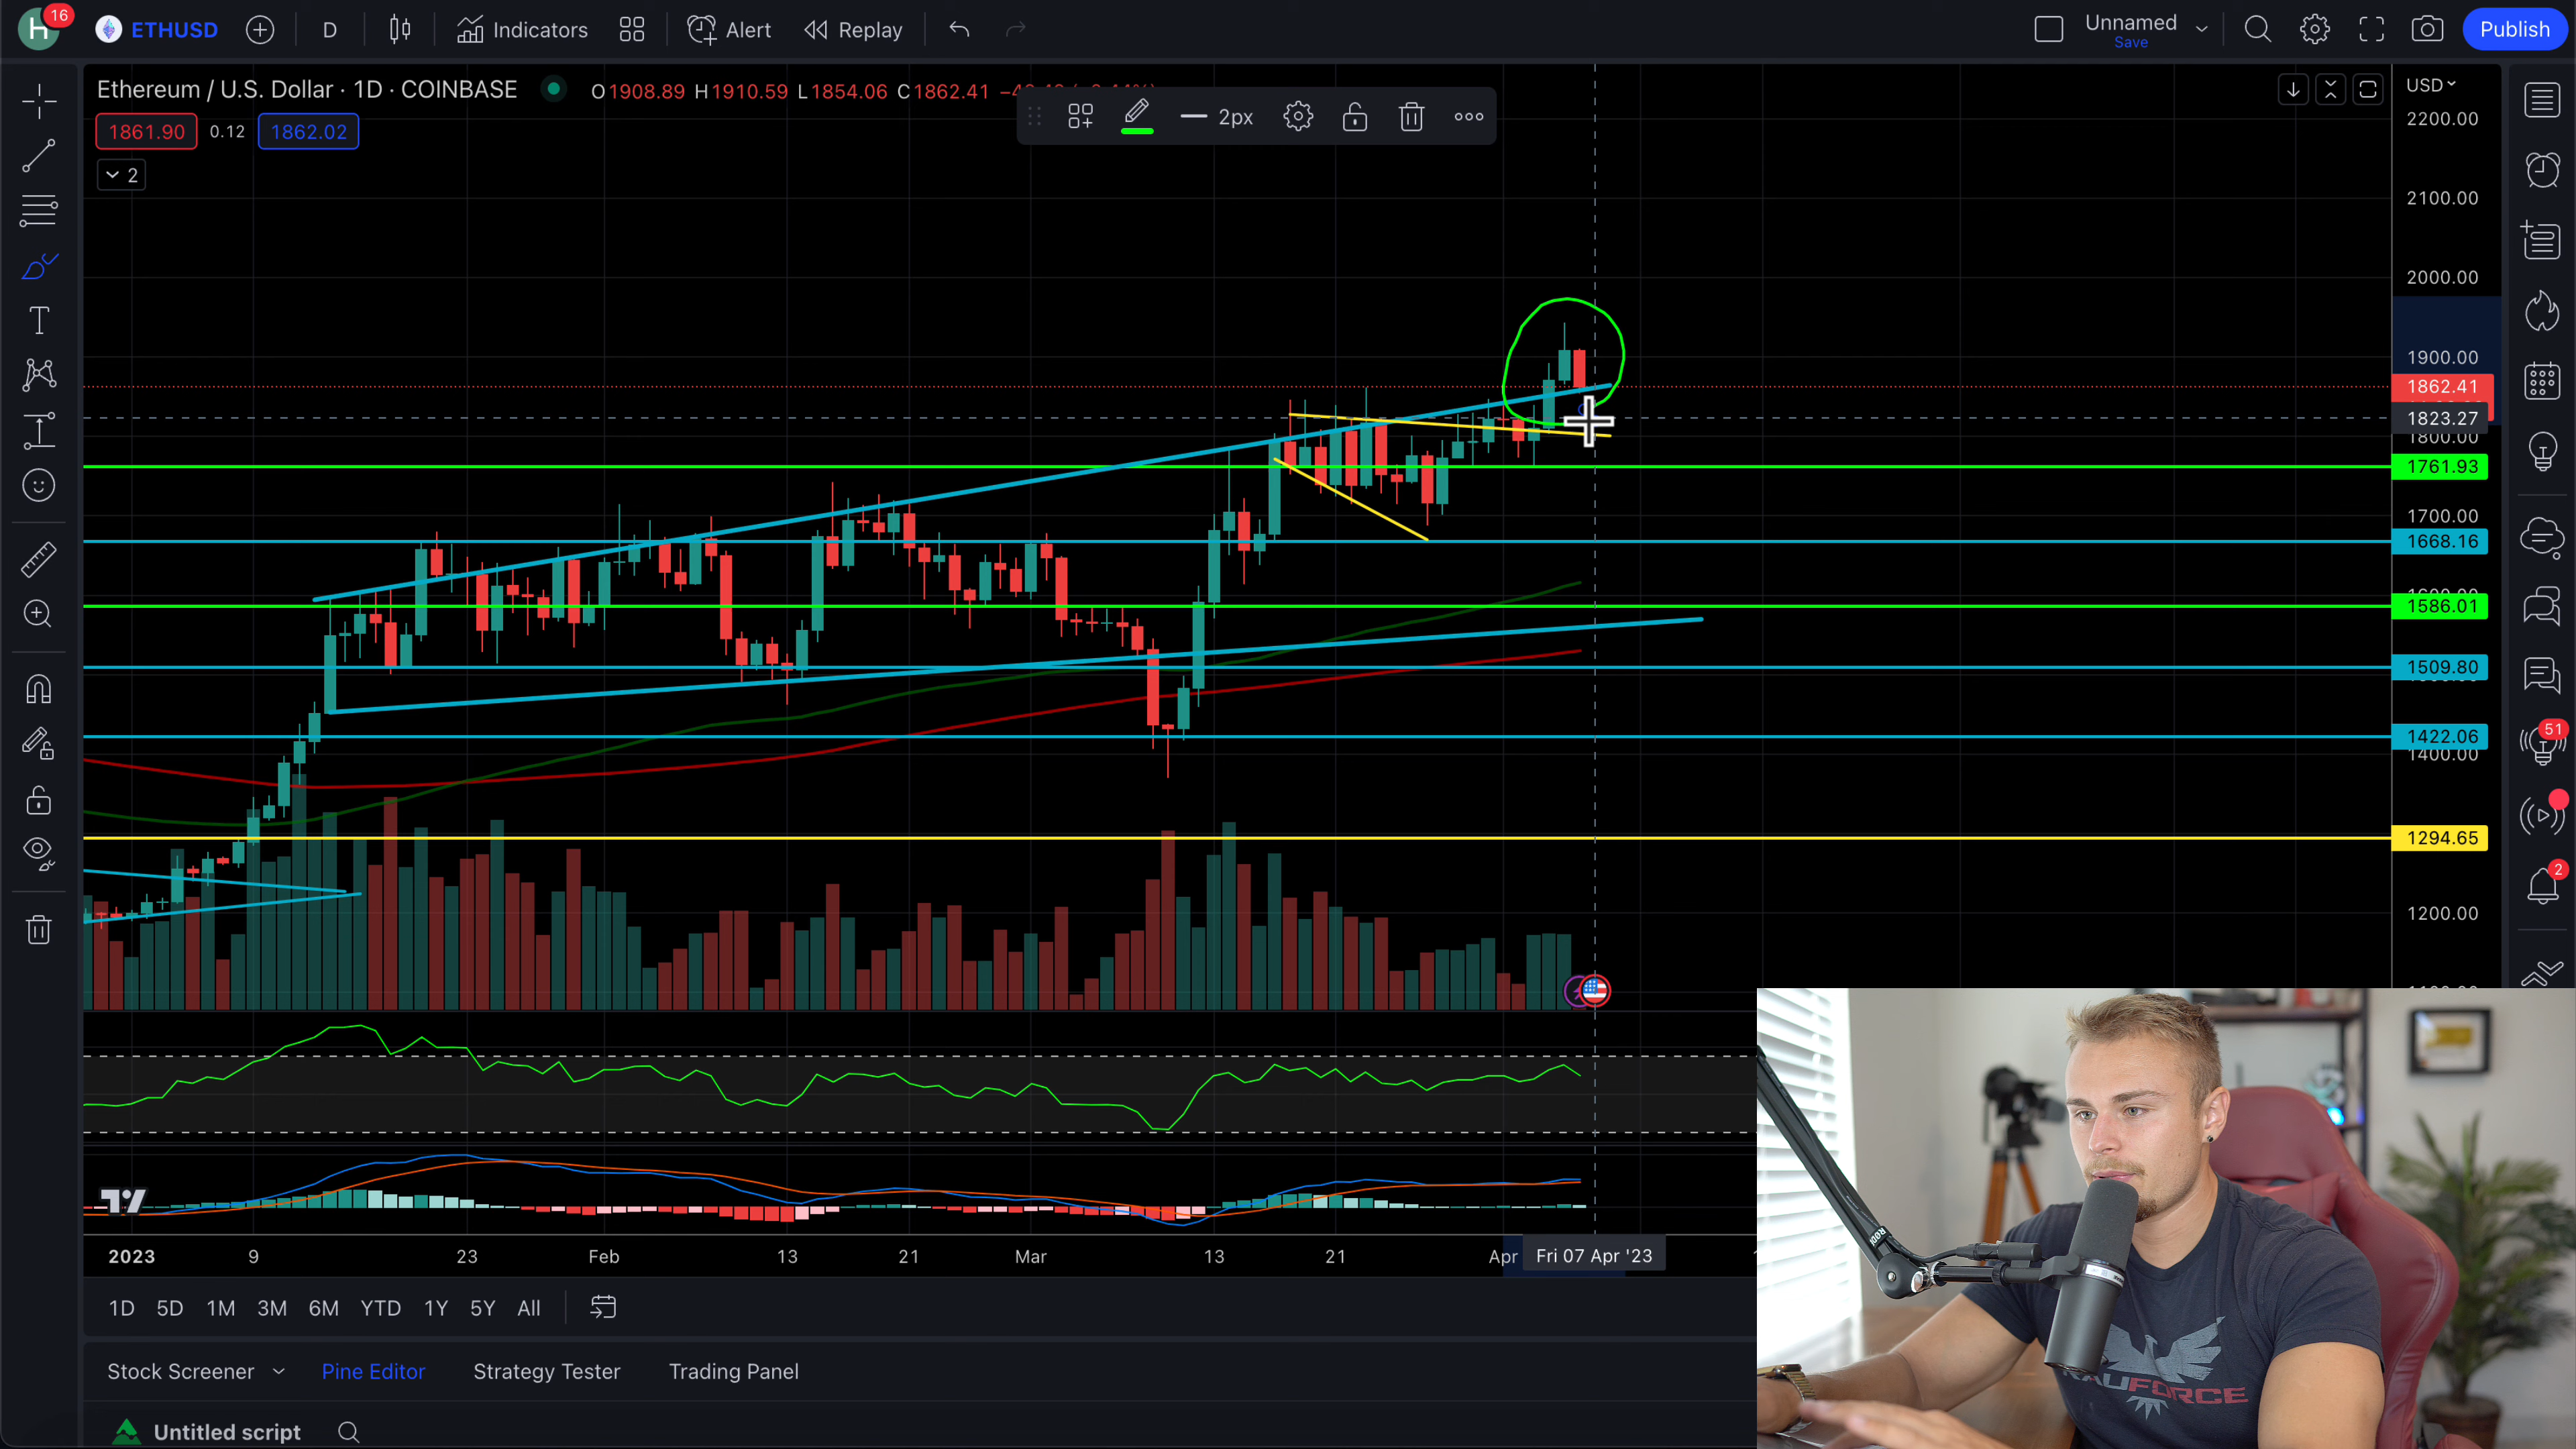 H 16 ETHUSD D Indicators Alert Replay Unnamed Save Publish
Ethereum / U.S. Dollar · 1D · COINBASE O1908.89 H1910.59 L1854.06 C1862.41
2px
USD
1861.90 0.12 1862.02
2
2200.00
2100.00
2000.00
1900.00
1862.41
1823.27
1800.00
1761.93
1700.00
1668.16
1586.01
1509.80
1422.06
1400.00
1294.65
1200.00
51
2
2023 9 23 Feb 13 21 Mar 13 21 Apr Fri 07 Apr '23
1D 5D 1M 3M 6M YTD 1Y 5Y All
Stock Screener Pine Editor Strategy Tester Trading Panel
Untitled script